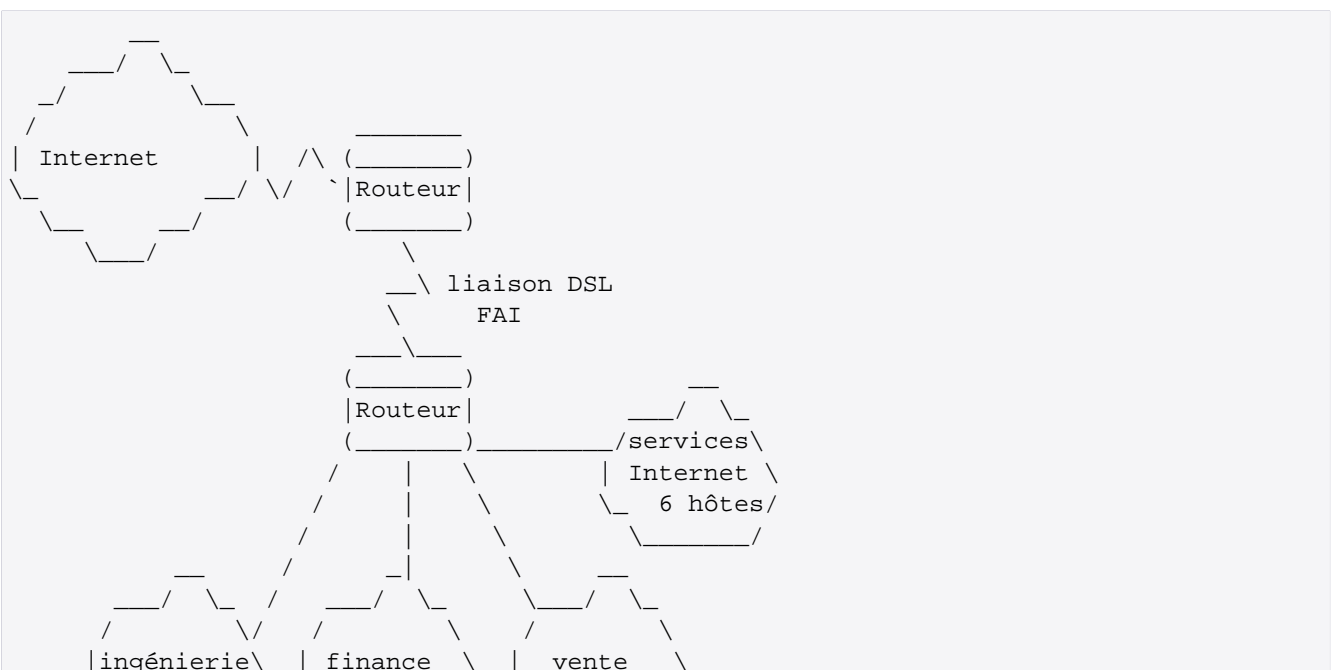 Internet
Routeur
liaison DSL
FAI
Routeur
services
Internet
6 hôtes
ingénierie
finance
vente